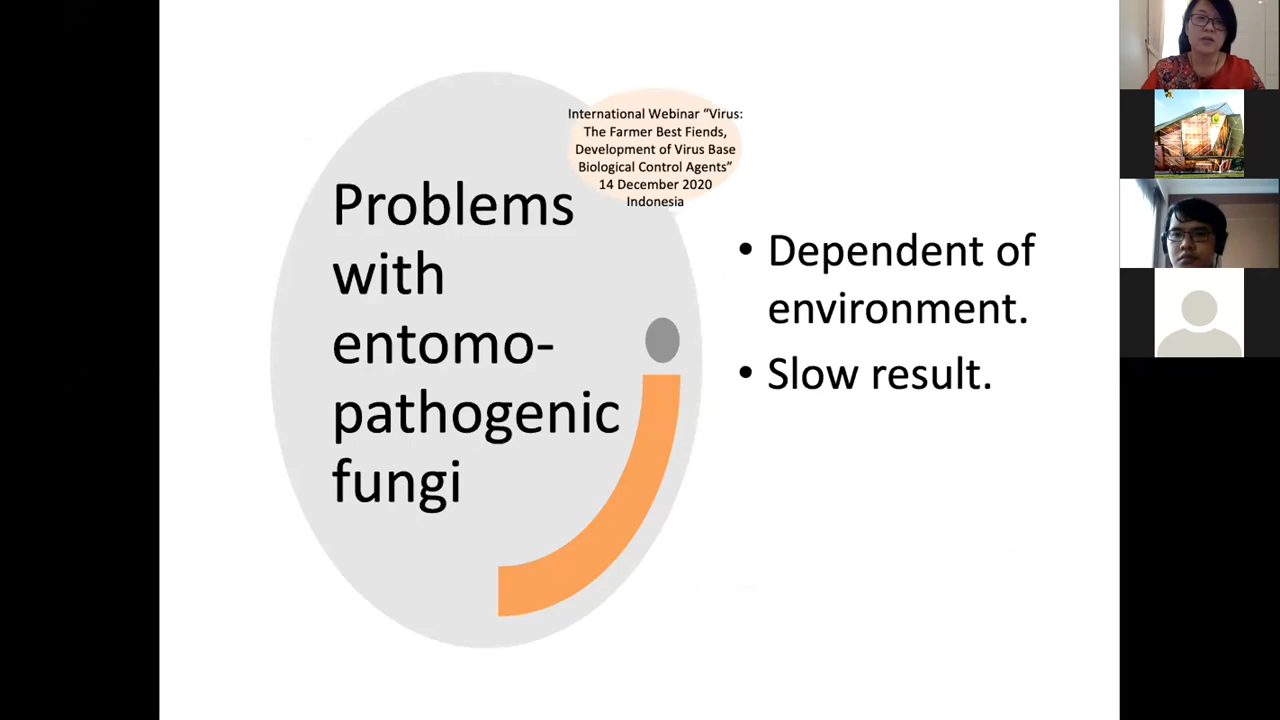 International Webinar “Virus:
The Farmer Best Fiends,
Development of Virus Base
Biological Control Agents”
14 December 2020
Indonesia
Problems
with
entomo-
pathogenic
fungi
• Dependent of
environment.
• Slow result.